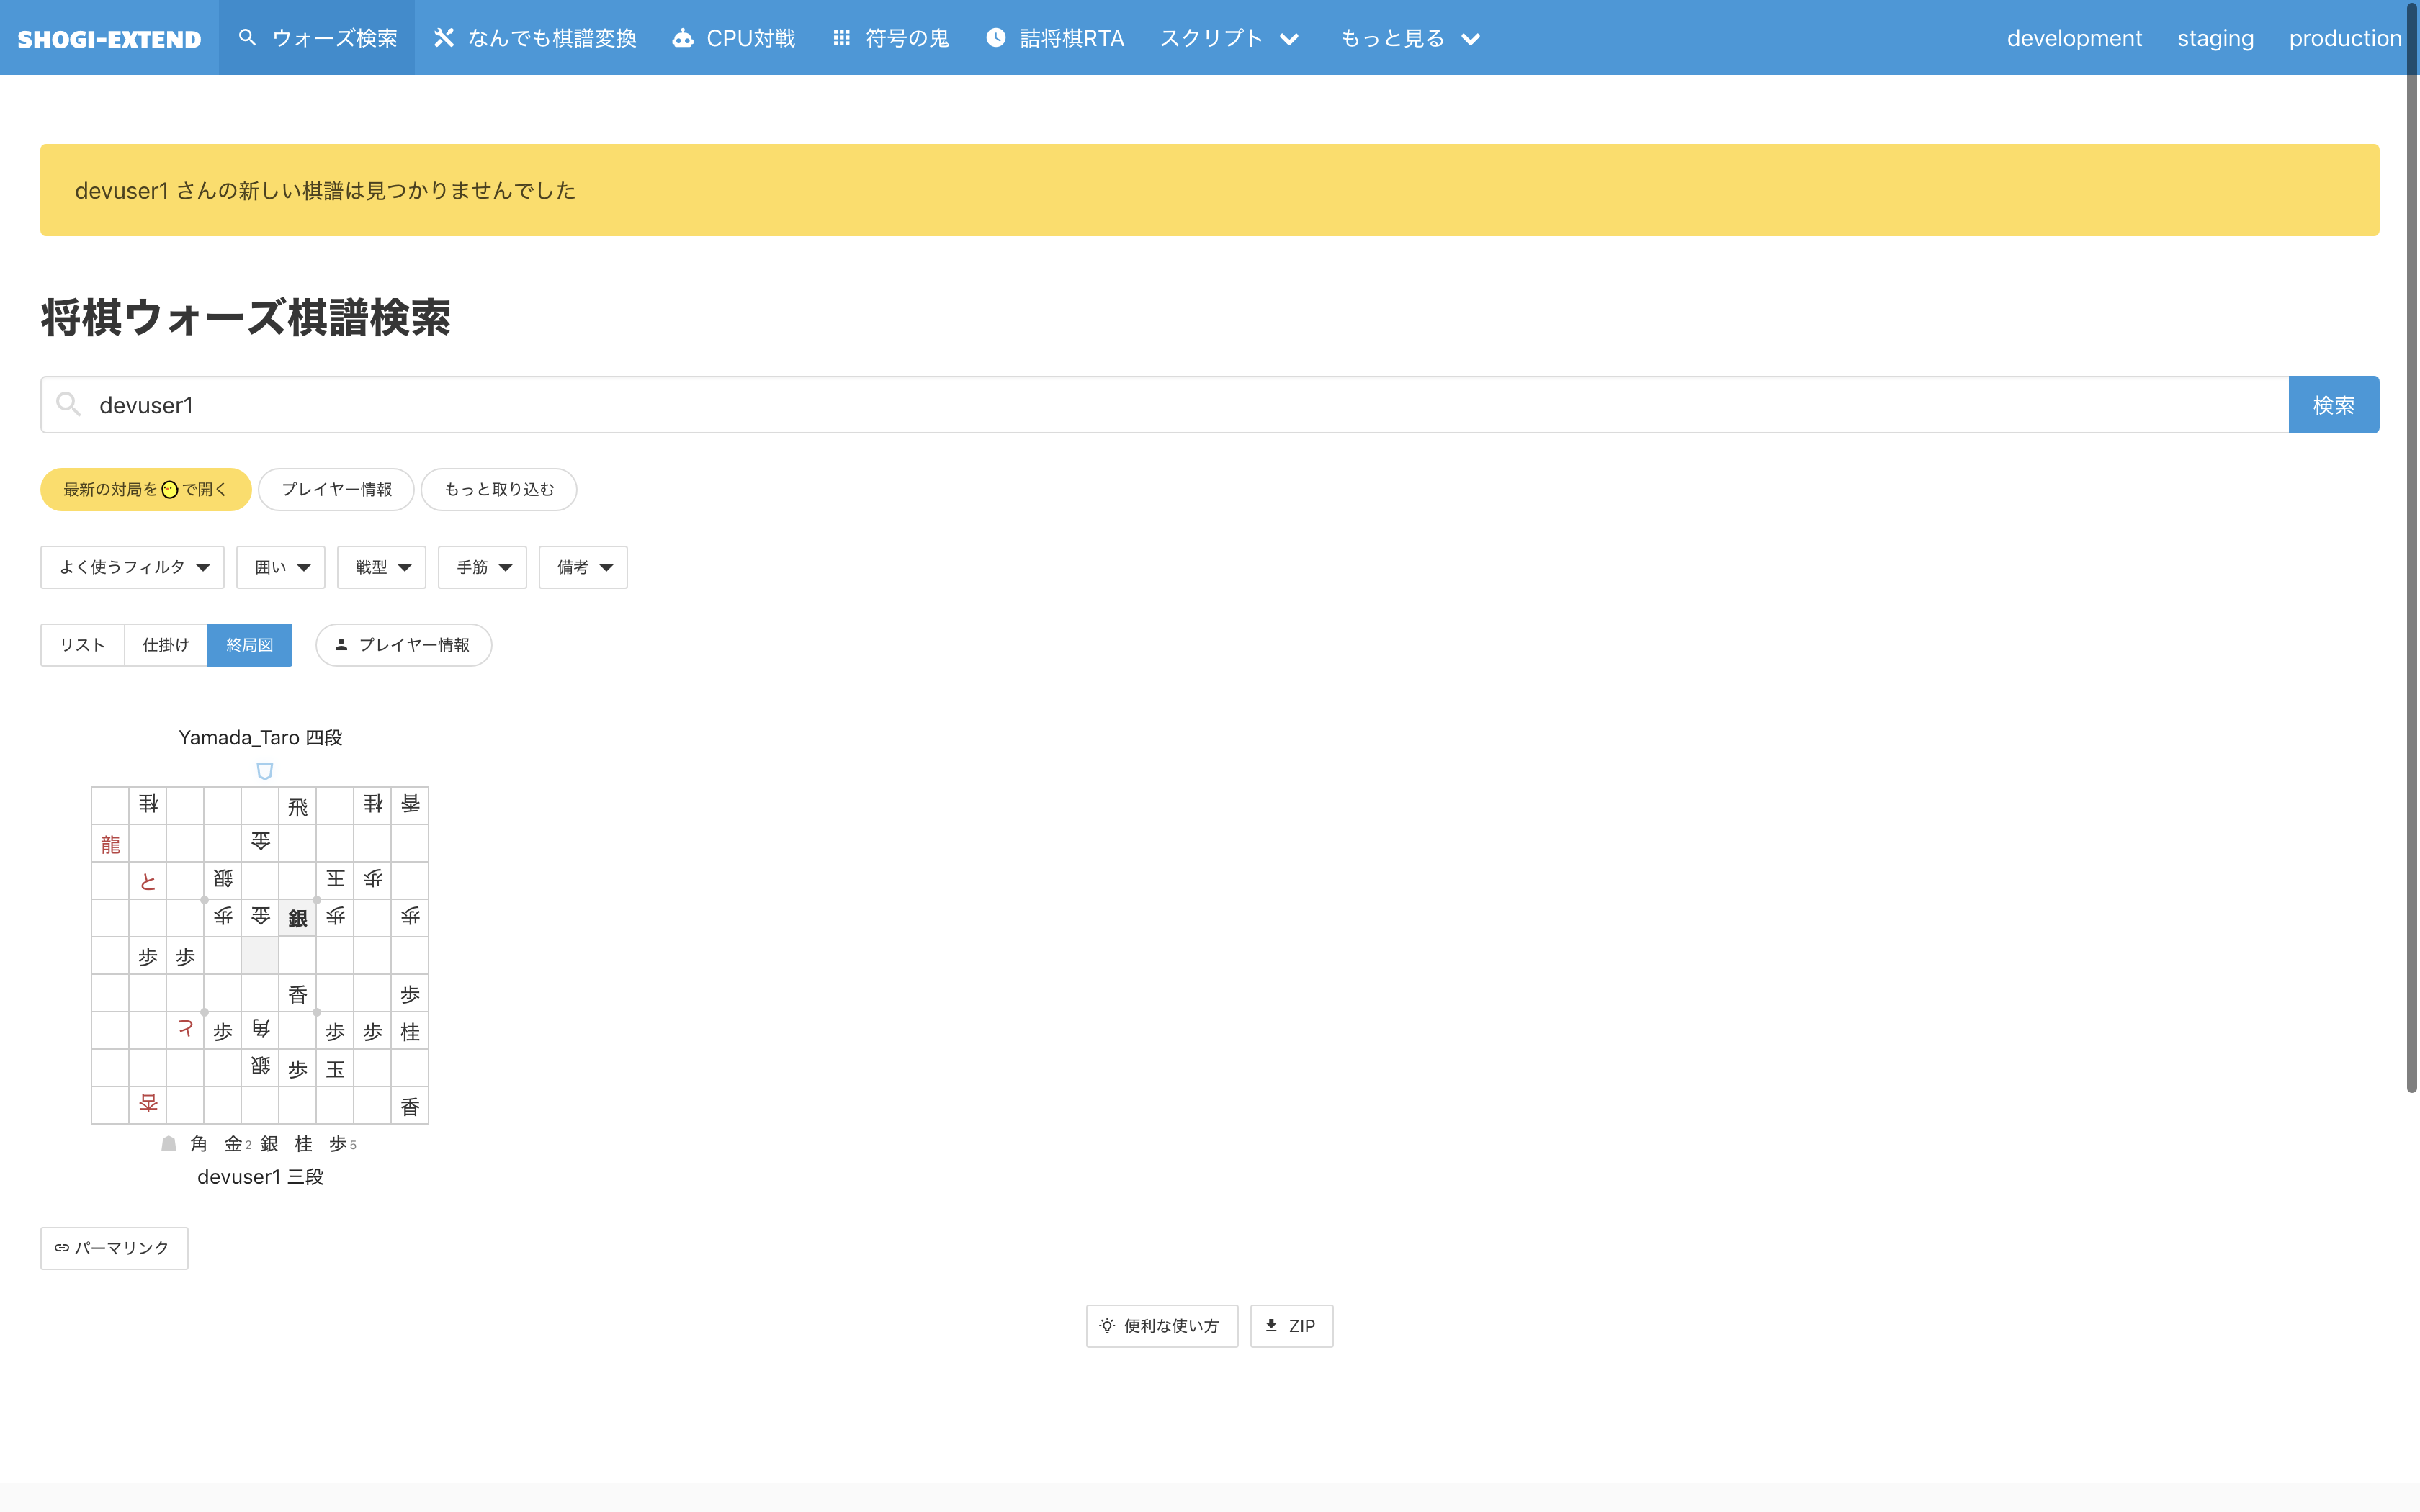 SHOGI-EXTEND ウォーズ検索 なんでも棋譜変換 CPU対戦 符号の鬼 詰将棋RTA スクリプト もっと見る development staging production
devuser1 さんの新しい棋譜は見つかりませんでした
将棋ウォーズ棋譜検索
devuser1 検索
最新の対局を で開く プレイヤー情報 もっと取り込む
よく使うフィルタ 囲い 戦型 手筋 備考
リスト 仕掛け 終局図 プレイヤー情報
Yamada_Taro 四段
桂 飛 桂 香
龍 金
と 銀 王 歩
歩 金 銀 歩 歩
歩 歩
香 歩
と 歩 角 歩 歩 桂
銀 歩 玉
杏 香
角 金2 銀 桂 歩5
devuser1 三段
パーマリンク
便利な使い方 ZIP